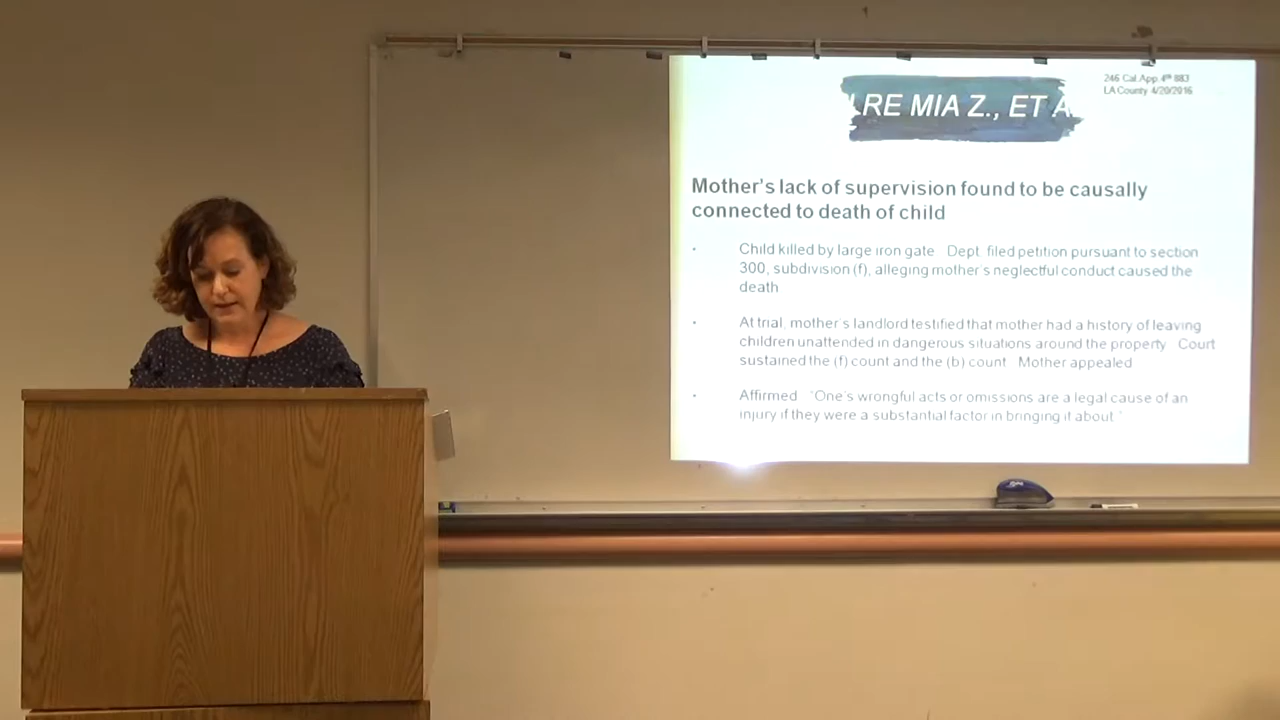 246 Cal.App.4th 883
LA County 4/20/2016
RE MIA Z., ET A
Mother's lack of supervision found to be causally
connected to death of child
• Child killed by large iron gate Dept. filed petition pursuant to section
300, subdivision (f), alleging mother's neglectful conduct caused the
death
• At trial, mother's landlord testified that mother had a history of leaving
children unattended in dangerous situations around the property Court
sustained the (f) count and the (b) count Mother appealed
• Affirmed "One's wrongful acts or omissions are a legal cause of an
injury if they were a substantial factor in bringing it about"